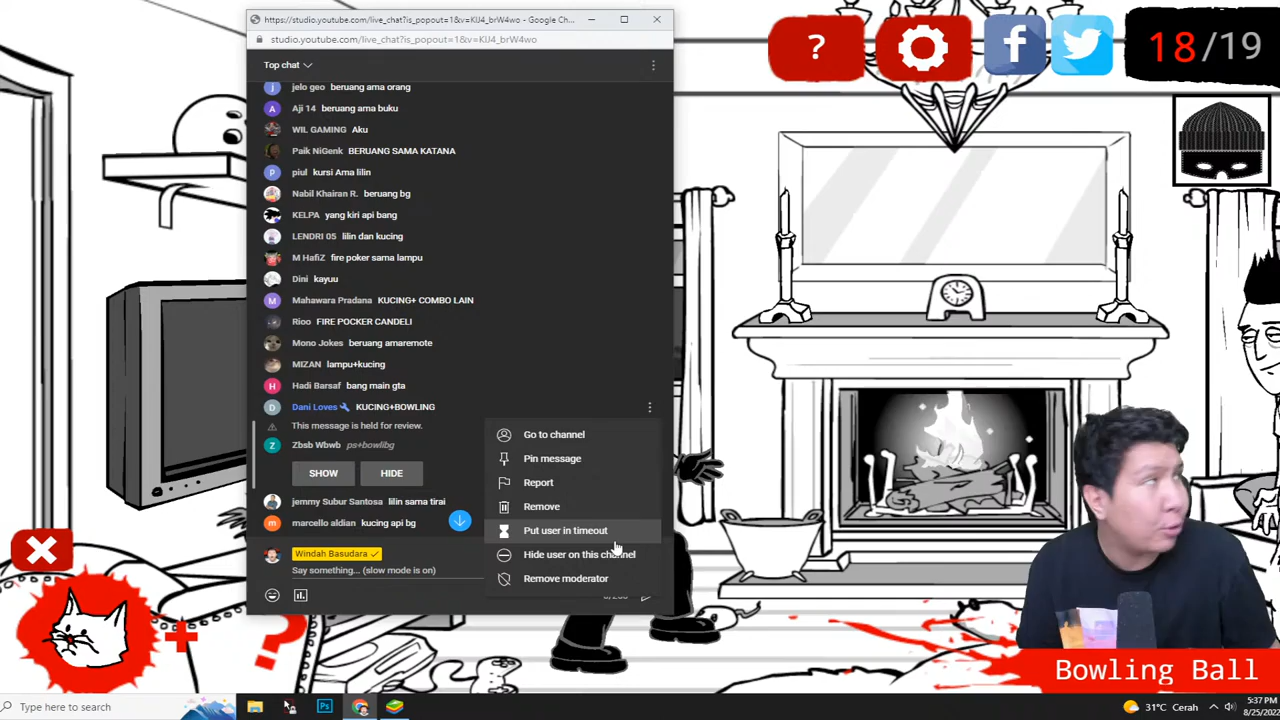 https://studio.youtube.com/live_chat?is_popout=1&v=KIJ4_brW4wo - Google Ch...
studio.youtube.com/live_chat?is_popout=1&v=KIJ4_brW4wo
Top chat
jelo geo beruang ama orang
Aji 14 beruang ama buku
WIL GAMING Aku
Paik NiGenk BERUANG SAMA KATANA
piul kursi Ama lilin
Nabil Khairan R. beruang bg
KELPA yang kiri api bang
LENDRI 05 lilin dan kucing
M HafiZ fire poker sama lampu
Dini kayuu
Mahawara Pradana KUCING+ COMBO LAIN
Rioo FIRE POCKER CANDELI
Mono Jokes beruang amaremote
MIZAN lampu+kucing
Hadi Barsaf bang main gta
Dani Loves KUCING+BOWLING
This message is held for review.
Zbsb Wbwb ps+bowlibg
SHOW HIDE
jemmy Subur Santosa lilin sama tirai
marcello aldian kucing api bg
Windah Basudara
Say something... (slow mode is on)
Go to channel
Pin message
Report
Remove
Put user in timeout
Hide user on this channel
Remove moderator
?
f
18/19
+
?
Bowling Ball
Type here to search
Ps
31°C Cerah
5:37 PM